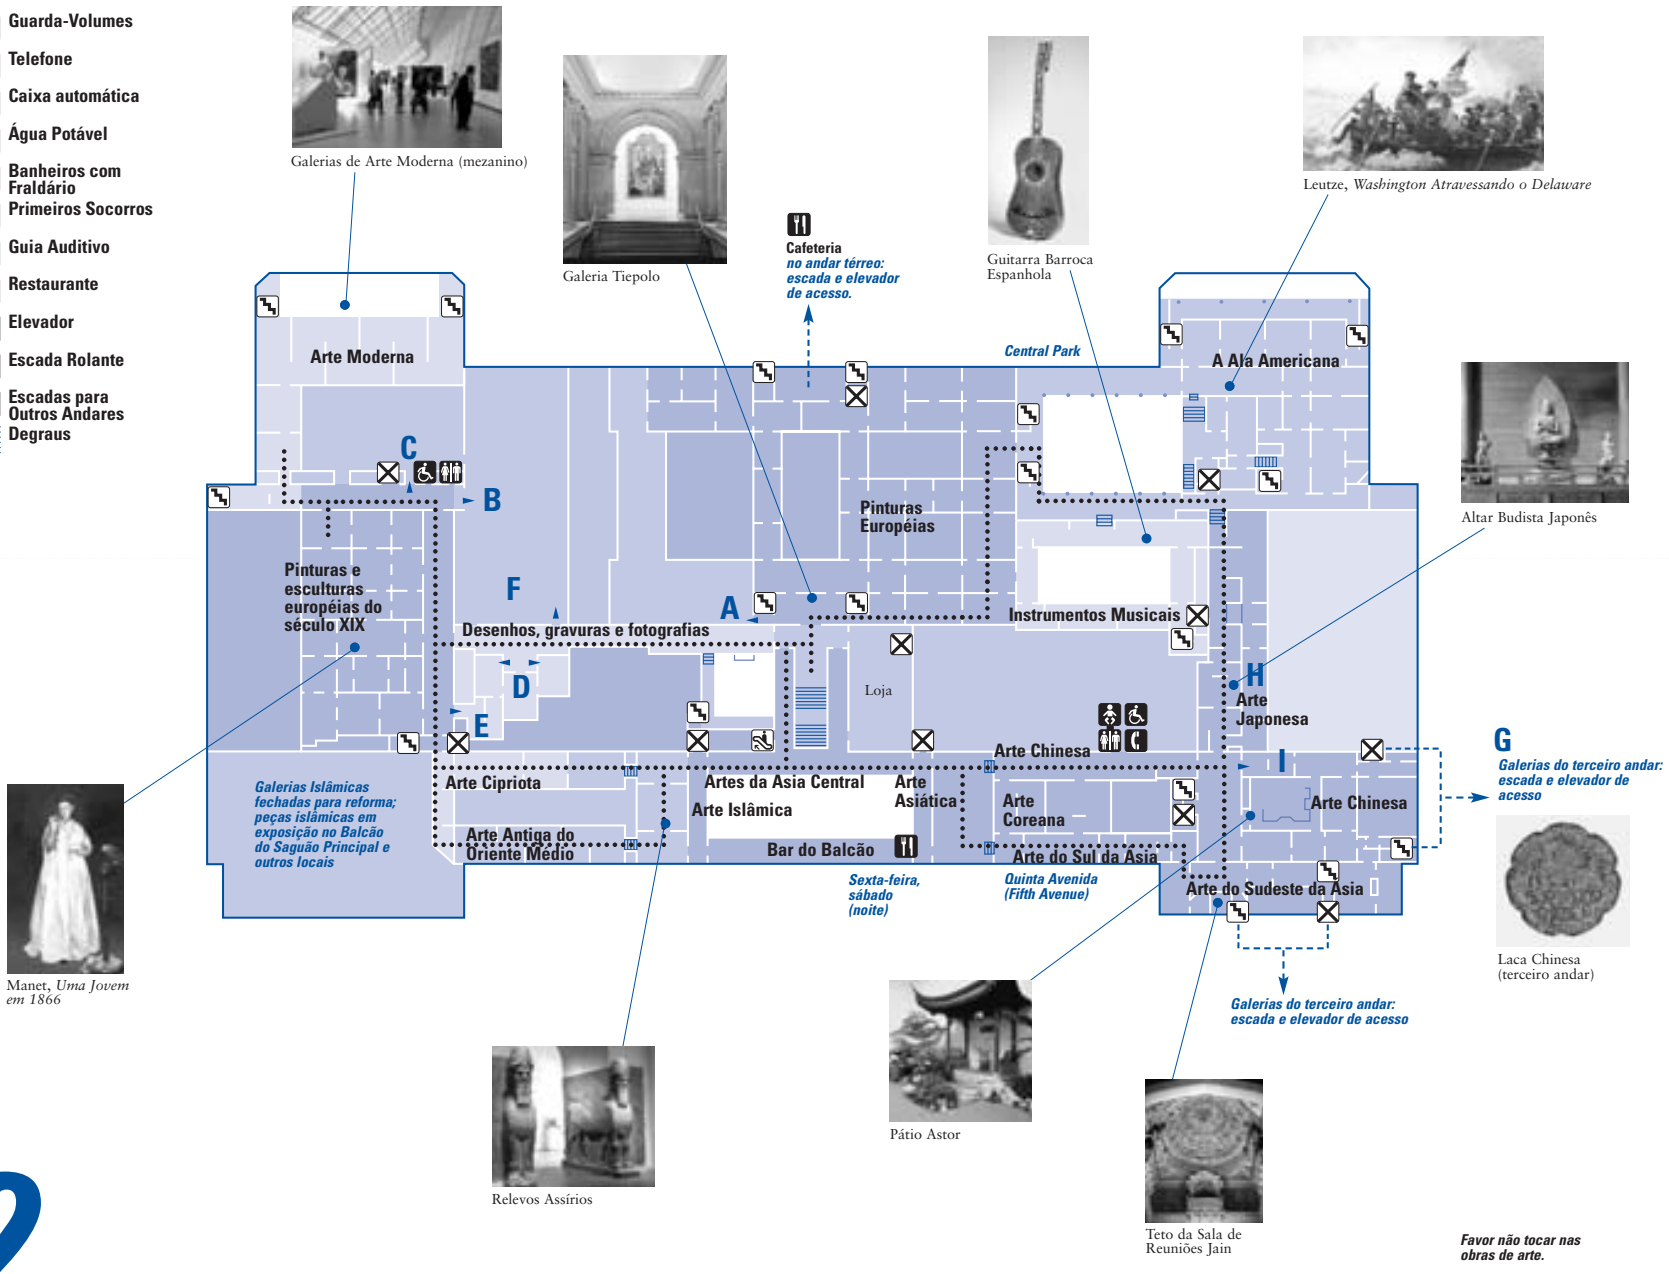 Guarda-Volumes
Telefone
Caixa automática
Água Potável
Banheiros com
Fraldário
Primeiros Socorros
Guia Auditivo
Restaurante
Elevador
Escada Rolante
Escadas para
Outros Andares
Degraus
Galerias de Arte Moderna (mezanino)
Galeria Tiepolo
Cafeteria
no andar térreo:
escada e elevador
de acesso.
Guitarra Barroca
Espanhola
Leutze, Washington Atravessando o Delaware
Central Park
Arte Moderna
A Ala Americana
C
B
Pinturas
Européias
Altar Budista Japonês
Pinturas e
esculturas
européias do
século XIX
F
A
Desenhos, gravuras e fotografias
Instrumentos Musicais
D
E
Loja
H
Arte
Japonesa
Arte Chinesa
I
G
Galerias do terceiro andar:
escada e elevador de
acesso
Galerias Islâmicas
fechadas para reforma;
peças islâmicas em
exposição no Balcão
do Saguão Principal e
outros locais
Arte Cipriota
Artes da Asia Central
Arte Islâmica
Arte
Asiática
Arte
Coreana
Arte Chinesa
Arte Antiga do
Oriente Médio
Bar do Balcão
Arte do Sul da Ásia
Sexta-feira,
sábado
(noite)
Quinta Avenida
(Fifth Avenue)
Arte do Sudeste da Ásia
Laca Chinesa
(terceiro andar)
Manet, Uma Jovem
em 1866
Galerias do terceiro andar:
escada e elevador de acesso
Pátio Astor
Relevos Assírios
Teto da Sala de
Reuniões Jain
Favor não tocar nas
obras de arte.
2